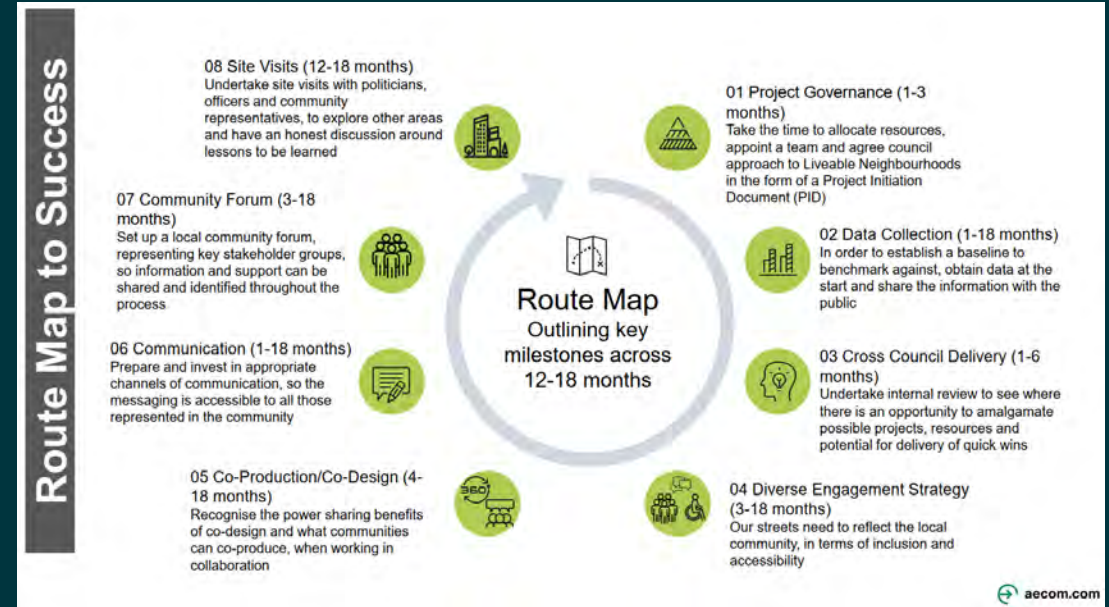 Route Map to Success
01 Project Governance (1-3
months)
Take the time to allocate resources,
appoint a team and agree council
approach to Liveable Neighbourhoods
in the form of a Project Initiation
Document (PID)
02 Data Collection (1-18 months)
In order to establish a baseline to
benchmark against, obtain data at the
start and share the information with the
public
03 Cross Council Delivery (1-6
months)
Undertake internal review to see where
there is an opportunity to amalgamate
possible projects, resources and
potential for delivery of quick wins
04 Diverse Engagement Strategy
(3-18 months)
Our streets need to reflect the local
community, in terms of inclusion and
accessibility
05 Co-Production/Co-Design (4-
18 months)
Recognise the power sharing benefits
of co-design and what communities
can co-produce, when working in
collaboration
360°
06 Communication (1-18 months)
Prepare and invest in appropriate
channels of communication, so the
messaging is accessible to all those
represented in the community
07 Community Forum (3-18
months)
Set up a local community forum,
representing key stakeholder groups,
so information and support can be
shared and identified throughout the
process
08 Site Visits (12-18 months)
Undertake site visits with politicians,
officers and community
representatives, to explore other areas
and have an honest discussion around
lessons to be learned
Route Map
Outlining key
milestones across
12-18 months
aecom.com